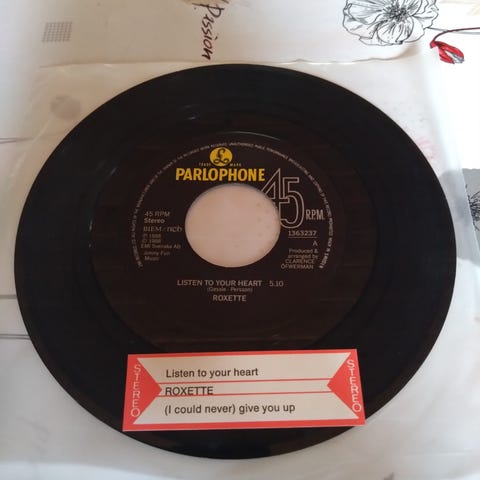 Passion
TRADE MARK
PARLOPHONE
45 RPM
Stereo
BIEM / ncb
℗ 1988
© 1988
EMI Svenska AB
Jimmy Fun
Music
45 R.P.M.
1363237
A
Produced &
arranged by
CLARENCE
ÖFWERMAN
LISTEN TO YOUR HEART 5.10
(Gessle - Persson)
ROXETTE
STEREO
Listen to your heart
ROXETTE
(I could never) give you up
STEREO